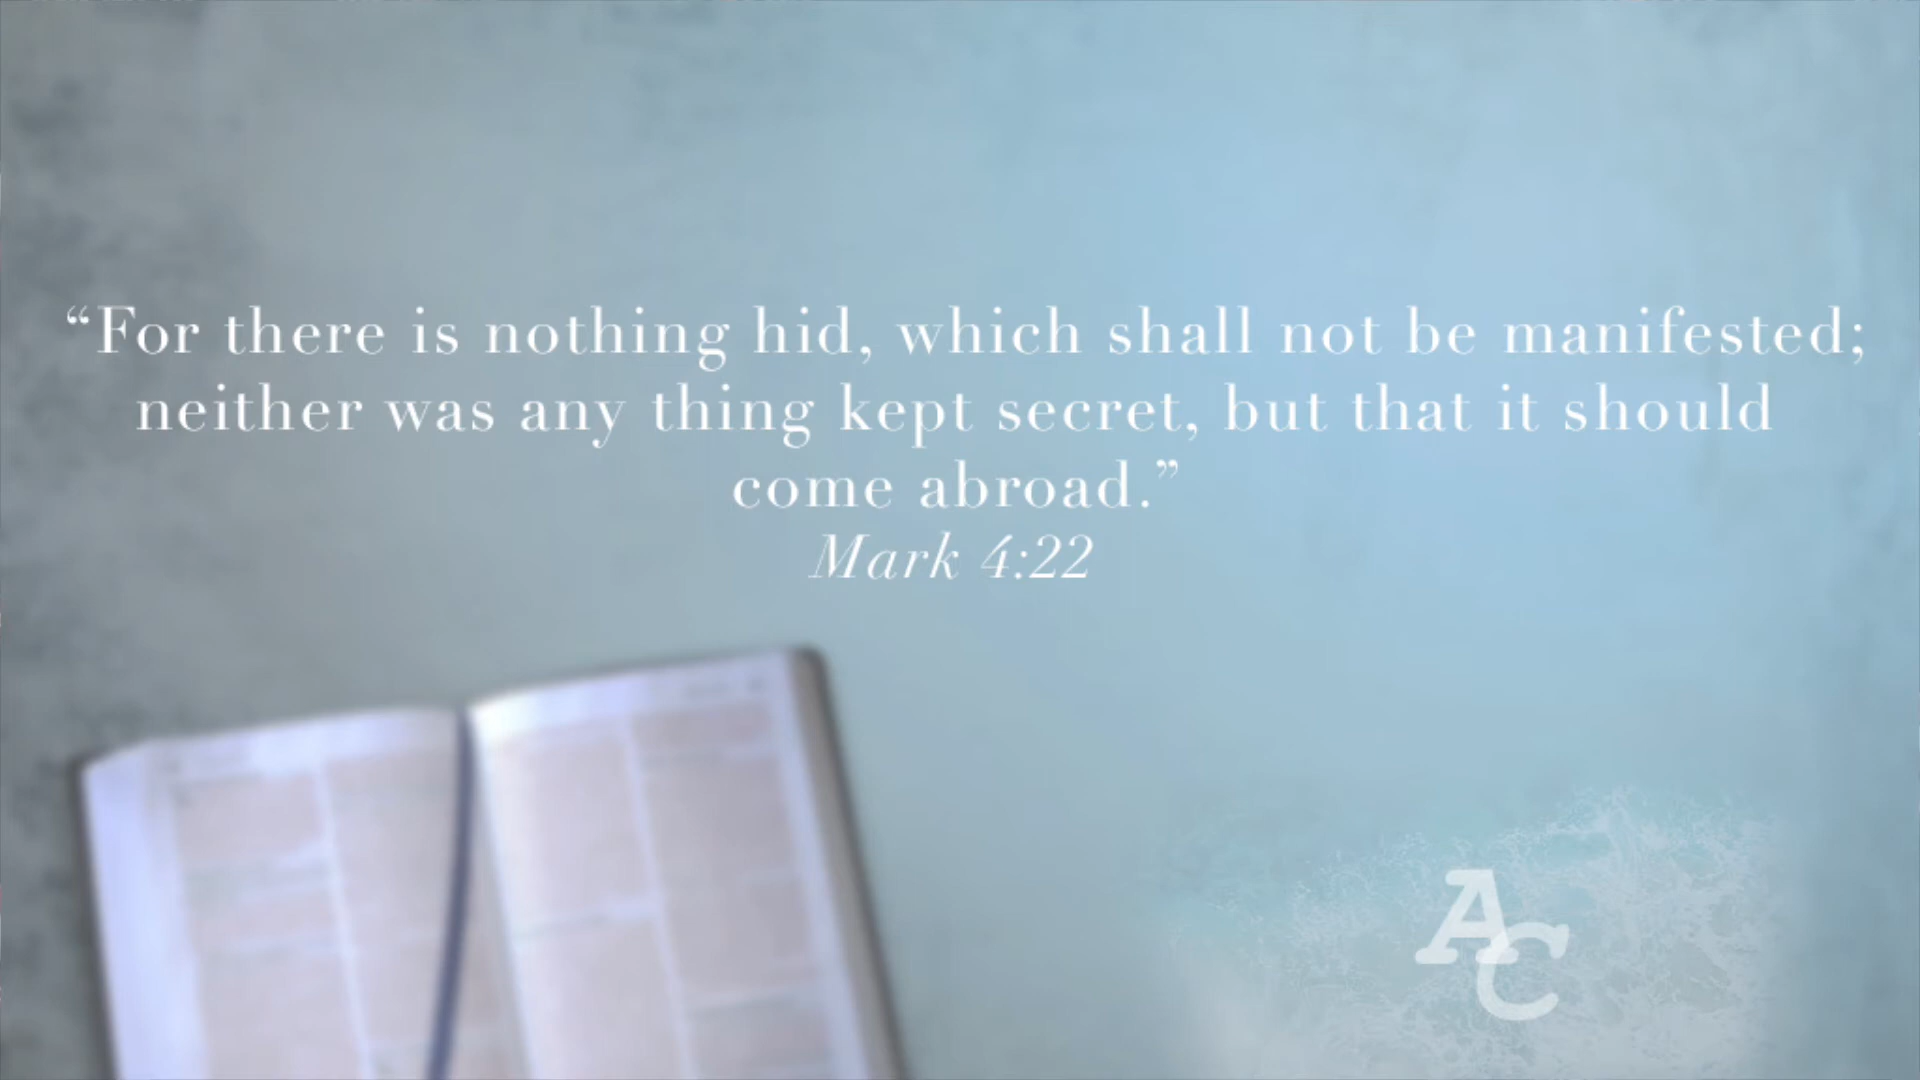 “For there is nothing hid, which shall not be manifested;
neither was any thing kept secret, but that it should
come abroad.”
Mark 4:22
AC